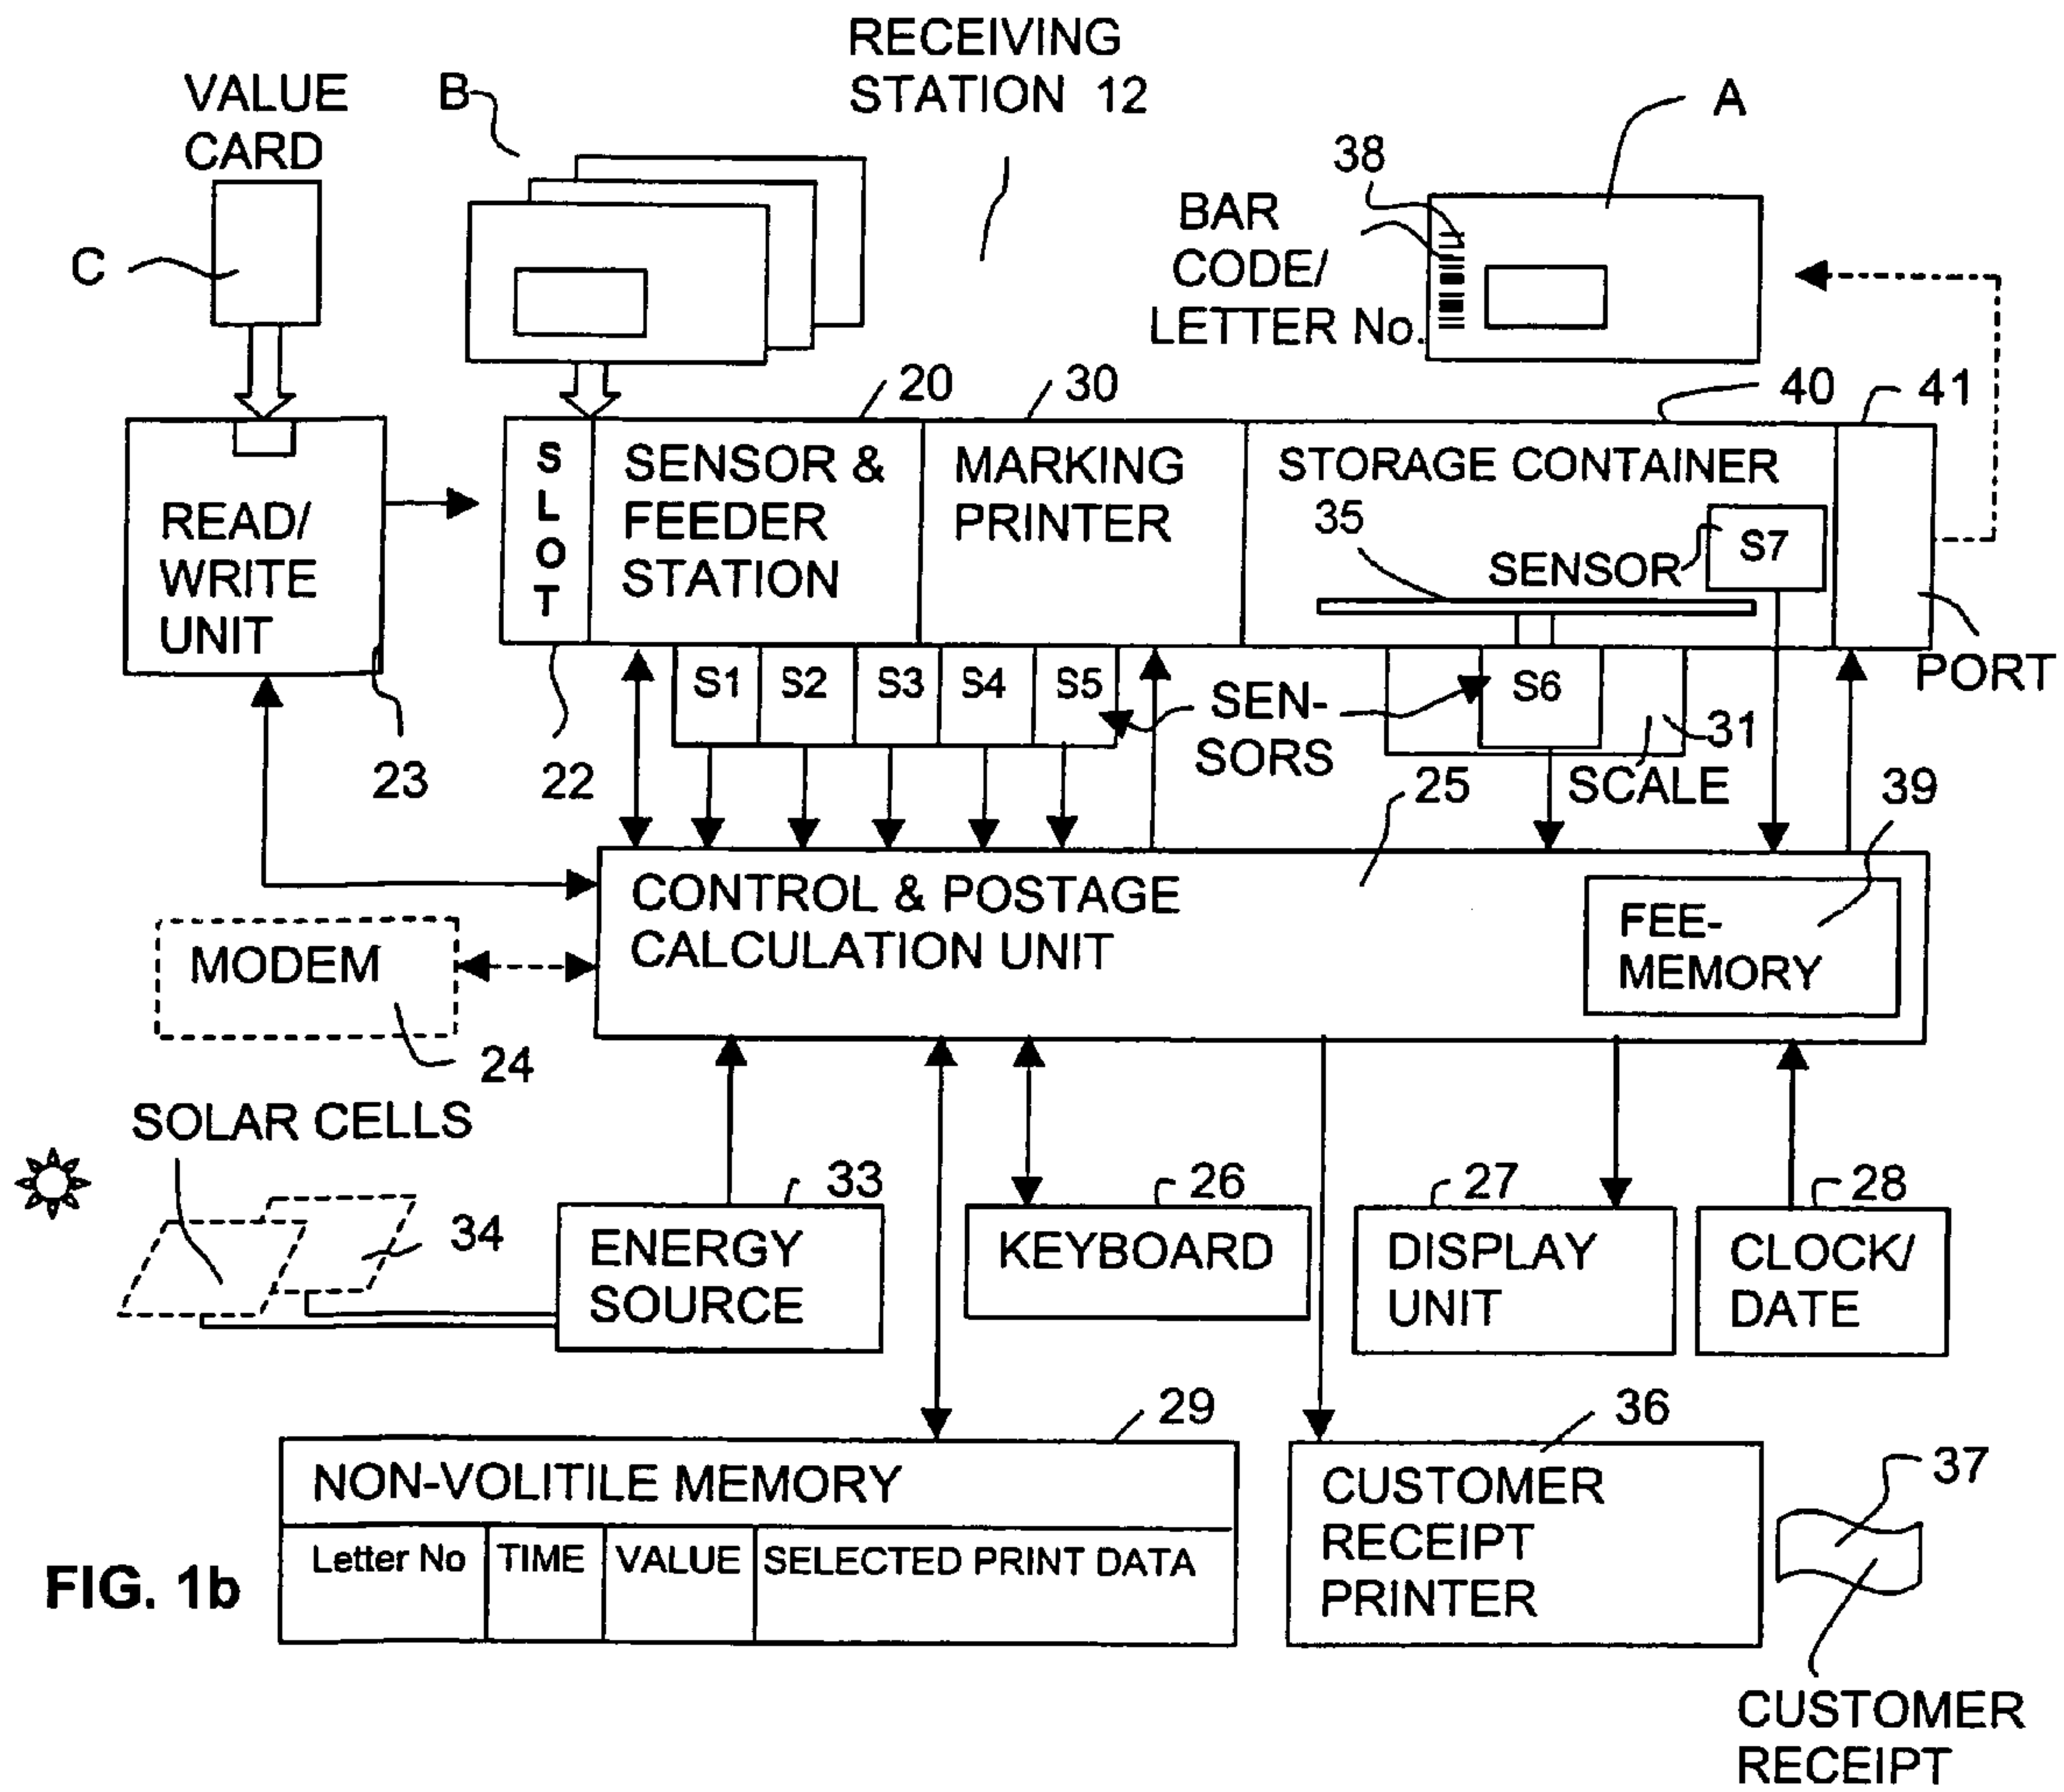 RECEIVING
STATION 12
VALUE
CARD
B
A
38
BAR
CODE/
LETTER No.
C
20
30
40
41
S
L
O
T
SENSOR &
FEEDER
STATION
MARKING
PRINTER
STORAGE CONTAINER
35
SENSOR
S7
READ/
WRITE
UNIT
S1
S2
S3
S4
S5
SEN-
SORS
S6
31
SCALE
PORT
23
22
25
39
CONTROL & POSTAGE
CALCULATION UNIT
FEE-
MEMORY
MODEM
24
SOLAR CELLS
34
33
ENERGY
SOURCE
26
KEYBOARD
27
DISPLAY
UNIT
28
CLOCK/
DATE
29
NON-VOLITILE MEMORY
Letter No
TIME
VALUE
SELECTED PRINT DATA
36
CUSTOMER
RECEIPT
PRINTER
37
CUSTOMER
RECEIPT
FIG. 1b